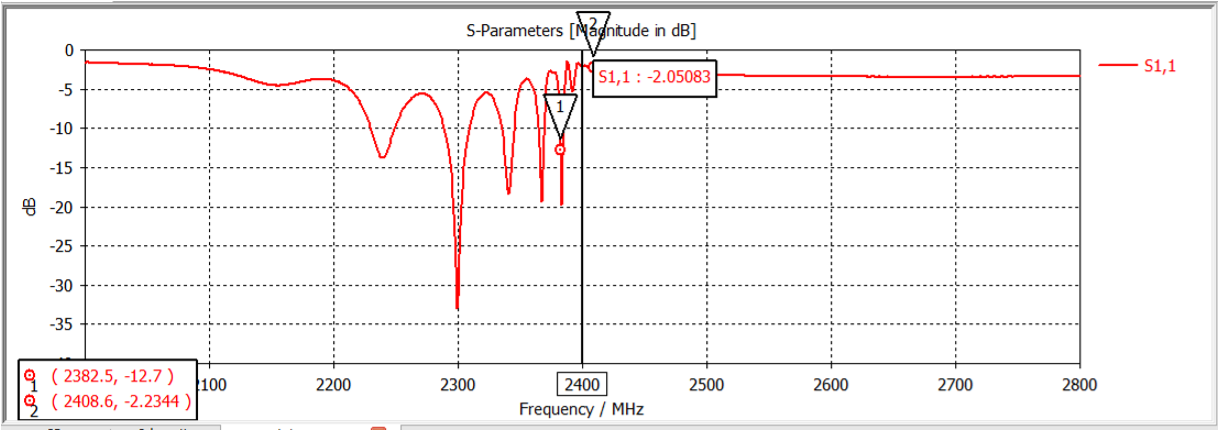 S-Parameters [Magnitude in dB]
2
0
S1,1
S1,1 : -2.05083
-5
1
-10
-15
dB
-20
-25
-30
-35
1 ( 2382.5, -12.7 )
2 ( 2408.6, -2.2344 )
2200
2300
2400
2500
2600
2700
2800
Frequency / MHz